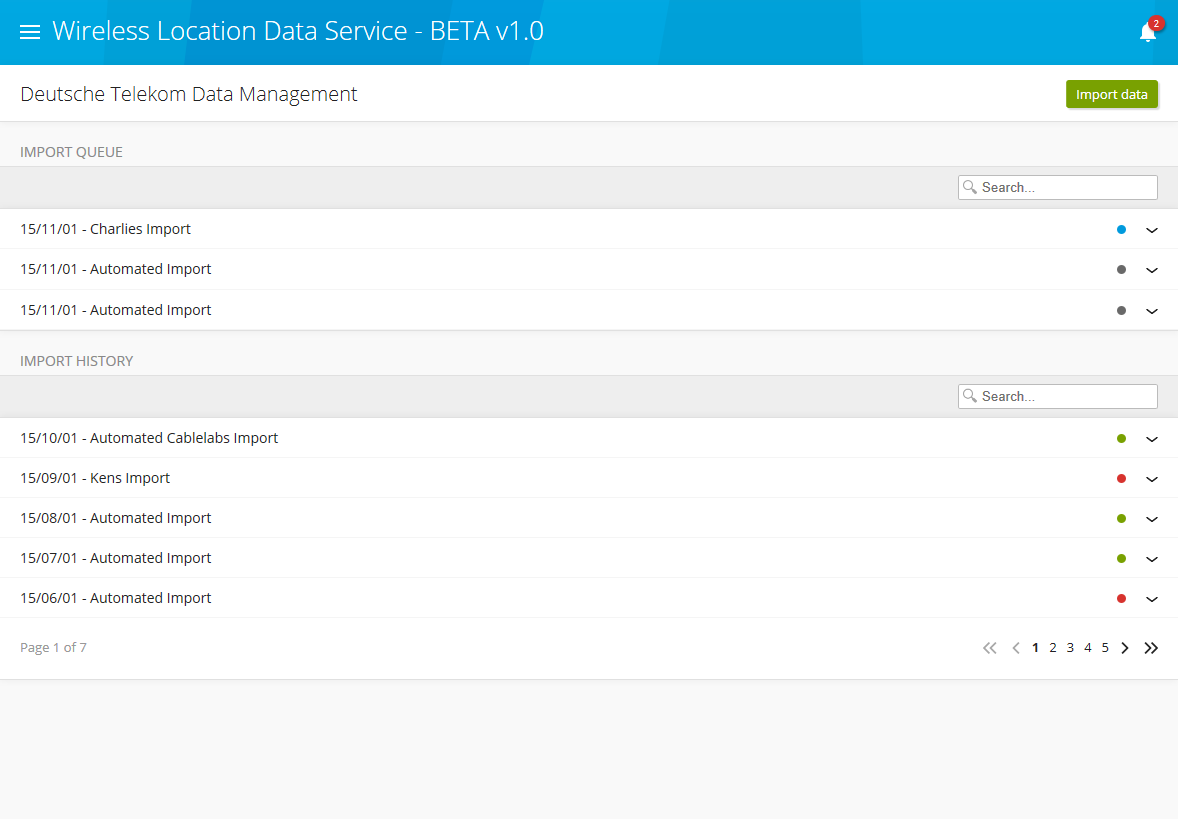 Wireless Location Data Service - BETA v1.0
2
Deutsche Telekom Data Management
Import data
IMPORT QUEUE
Search...
15/11/01 - Charlies Import
15/11/01 - Automated Import
15/11/01 - Automated Import
IMPORT HISTORY
Search...
15/10/01 - Automated Cablelabs Import
15/09/01 - Kens Import
15/08/01 - Automated Import
15/07/01 - Automated Import
15/06/01 - Automated Import
Page 1 of 7
1 2 3 4 5